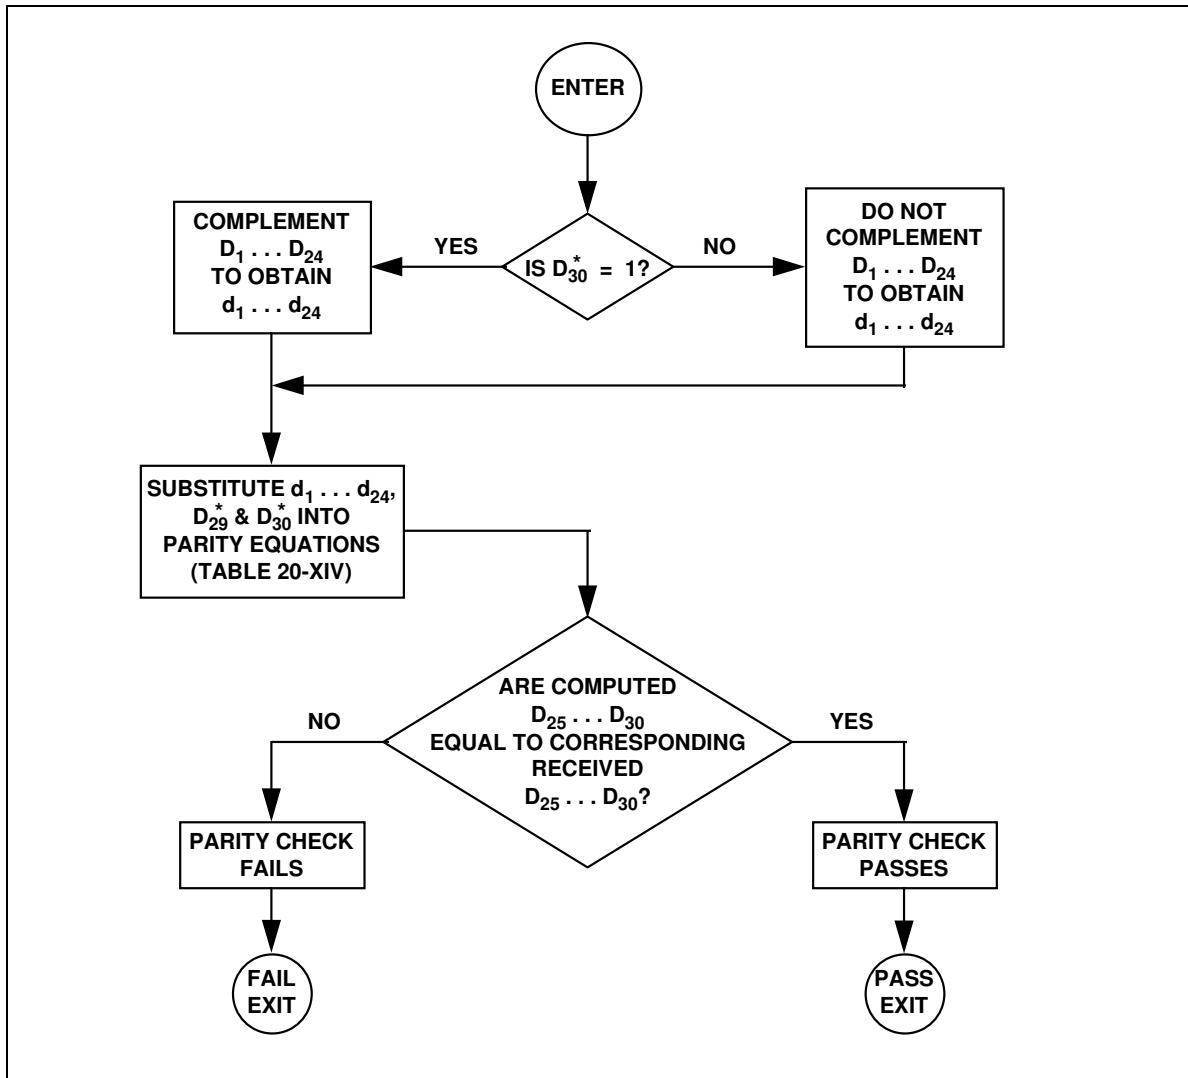 ENTER
COMPLEMENT
D₁ . . . D₂₄
TO OBTAIN
d₁ . . . d₂₄
YES
IS D*₃₀ = 1?
NO
DO NOT
COMPLEMENT
D₁ . . . D₂₄
TO OBTAIN
d₁ . . . d₂₄
SUBSTITUTE d₁ . . . d₂₄,
D*₂₉ & D*₃₀ INTO
PARITY EQUATIONS
(TABLE 20-XIV)
ARE COMPUTED
D₂₅ . . . D₃₀
EQUAL TO CORRESPONDING
RECEIVED
D₂₅ . . . D₃₀?
NO
YES
PARITY CHECK
FAILS
PARITY CHECK
PASSES
FAIL
EXIT
PASS
EXIT